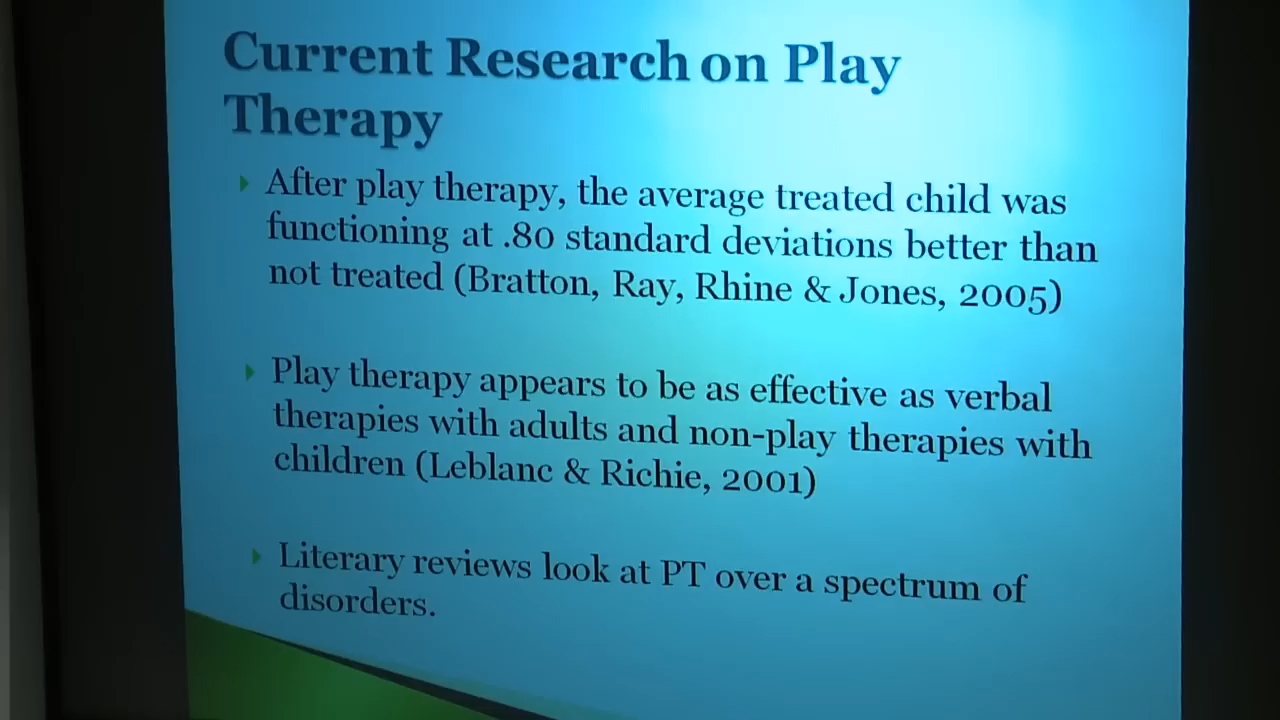 Current Research on Play
Therapy
After play therapy, the average treated child was
functioning at .80 standard deviations better than
not treated (Bratton, Ray, Rhine & Jones, 2005)
Play therapy appears to be as effective as verbal
therapies with adults and non-play therapies with
children (Leblanc & Richie, 2001)
Literary reviews look at PT over a spectrum of
disorders.